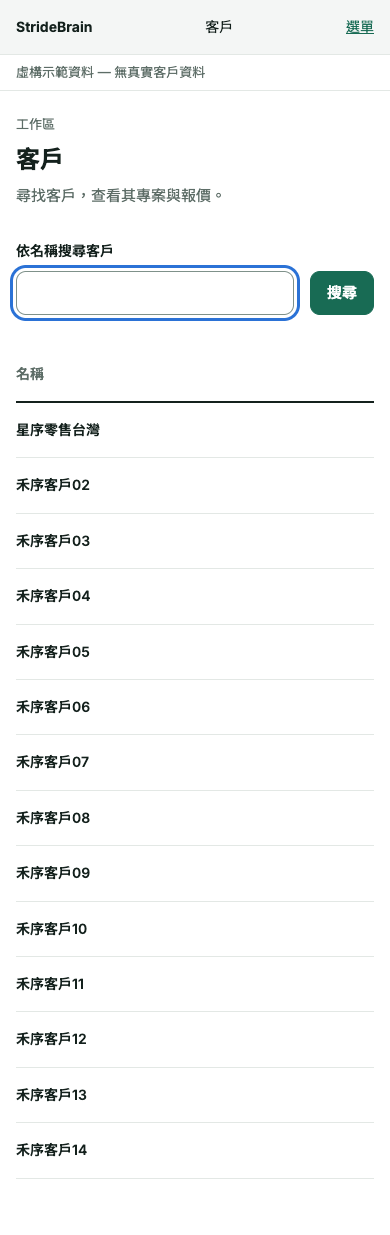 StrideBrain
客戶
選單
虛構示範資料 — 無真實客戶資料
工作區
客戶
尋找客戶，查看其專案與報價。
依名稱搜尋客戶
搜尋
名稱
星序零售台灣
禾序客戶02
禾序客戶03
禾序客戶04
禾序客戶05
禾序客戶06
禾序客戶07
禾序客戶08
禾序客戶09
禾序客戶10
禾序客戶11
禾序客戶12
禾序客戶13
禾序客戶14